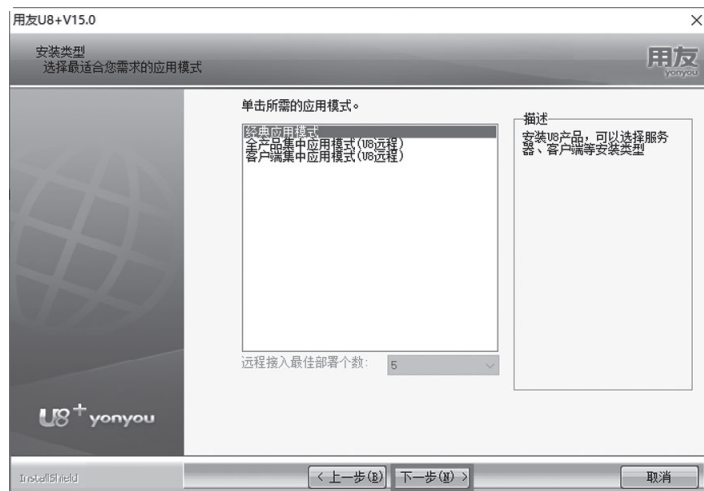 用友U8+V15.0
安装类型
选择最适合您需求的应用模式
用友
yonyou
单击所需的应用模式。
经典应用模式
全产品集中应用模式(U8远程)
客户端集中应用模式(U8远程)
描述
安装U8产品，可以选择服务
器、客户端等安装类型
远程接入最佳部署个数:
5
U8+ yonyou
InstallShield
< 上一步(B)
下一步(N) >
取消